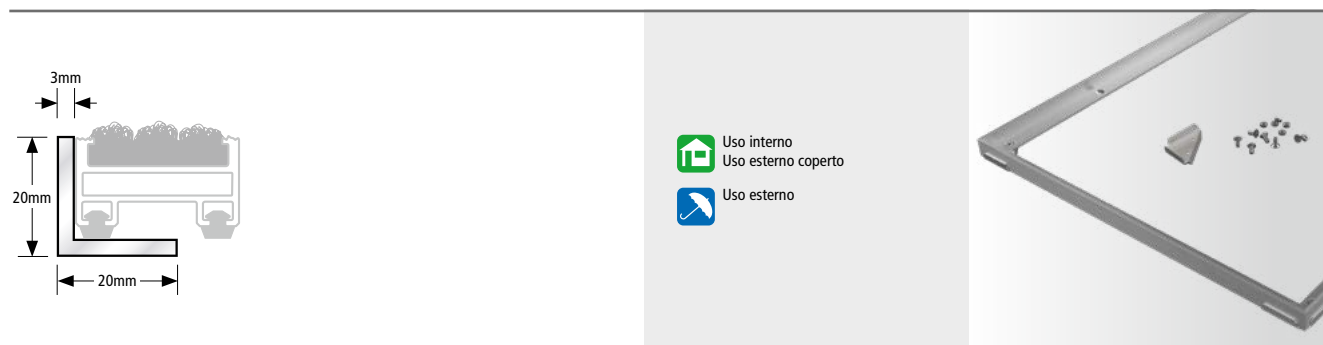 3mm
20mm
20mm
Uso interno
Uso esterno coperto
Uso esterno